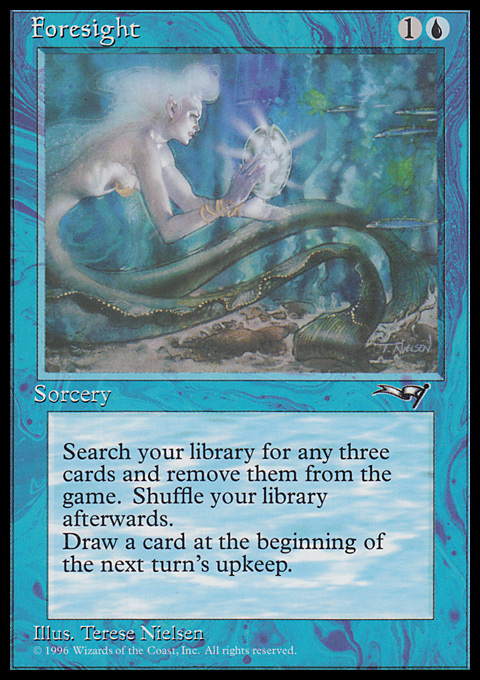 Foresight
1
T. NIELSEN
Sorcery
Search your library for any three
cards and remove them from the
game. Shuffle your library
afterwards.
Draw a card at the beginning of
the next turn's upkeep.
Illus. Terese Nielsen
© 1996 Wizards of the Coast, Inc. All rights reserved.